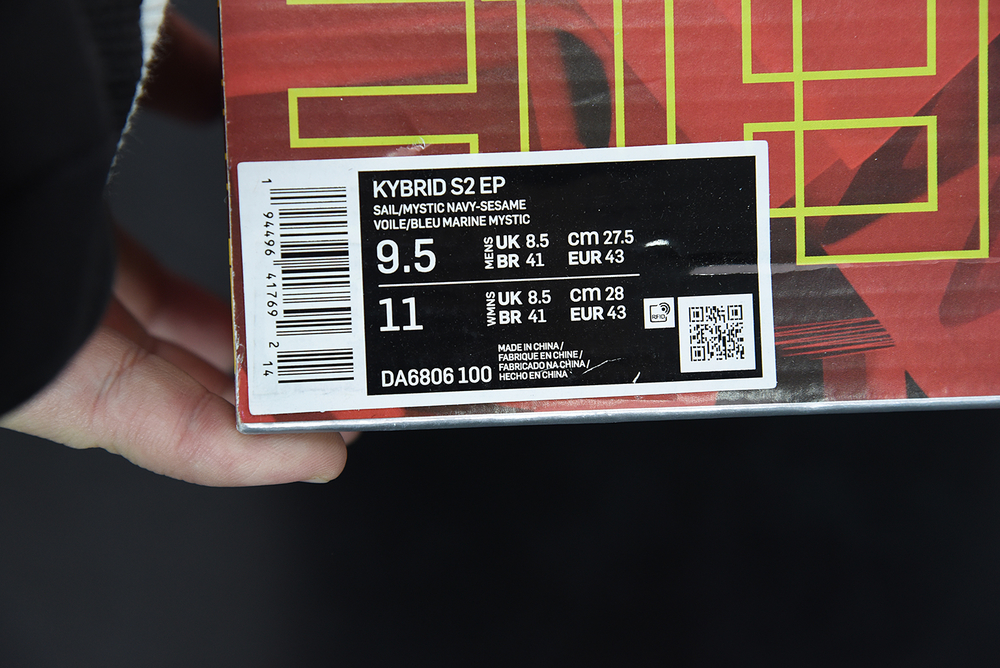 1 94496 41769 2 14
KYBRID S2 EP
SAIL/MYSTIC NAVY-SESAME
VOILE/BLEU MARINE MYSTIC
9.5 MENS UK 8.5 cm 27.5
BR 41 EUR 43
11 WMNS UK 8.5 cm 28
BR 41 EUR 43
RFID
MADE IN CHINA /
FABRIQUE EN CHINE /
FABRICADO NA CHINA /
HECHO EN CHINA
DA6806 100